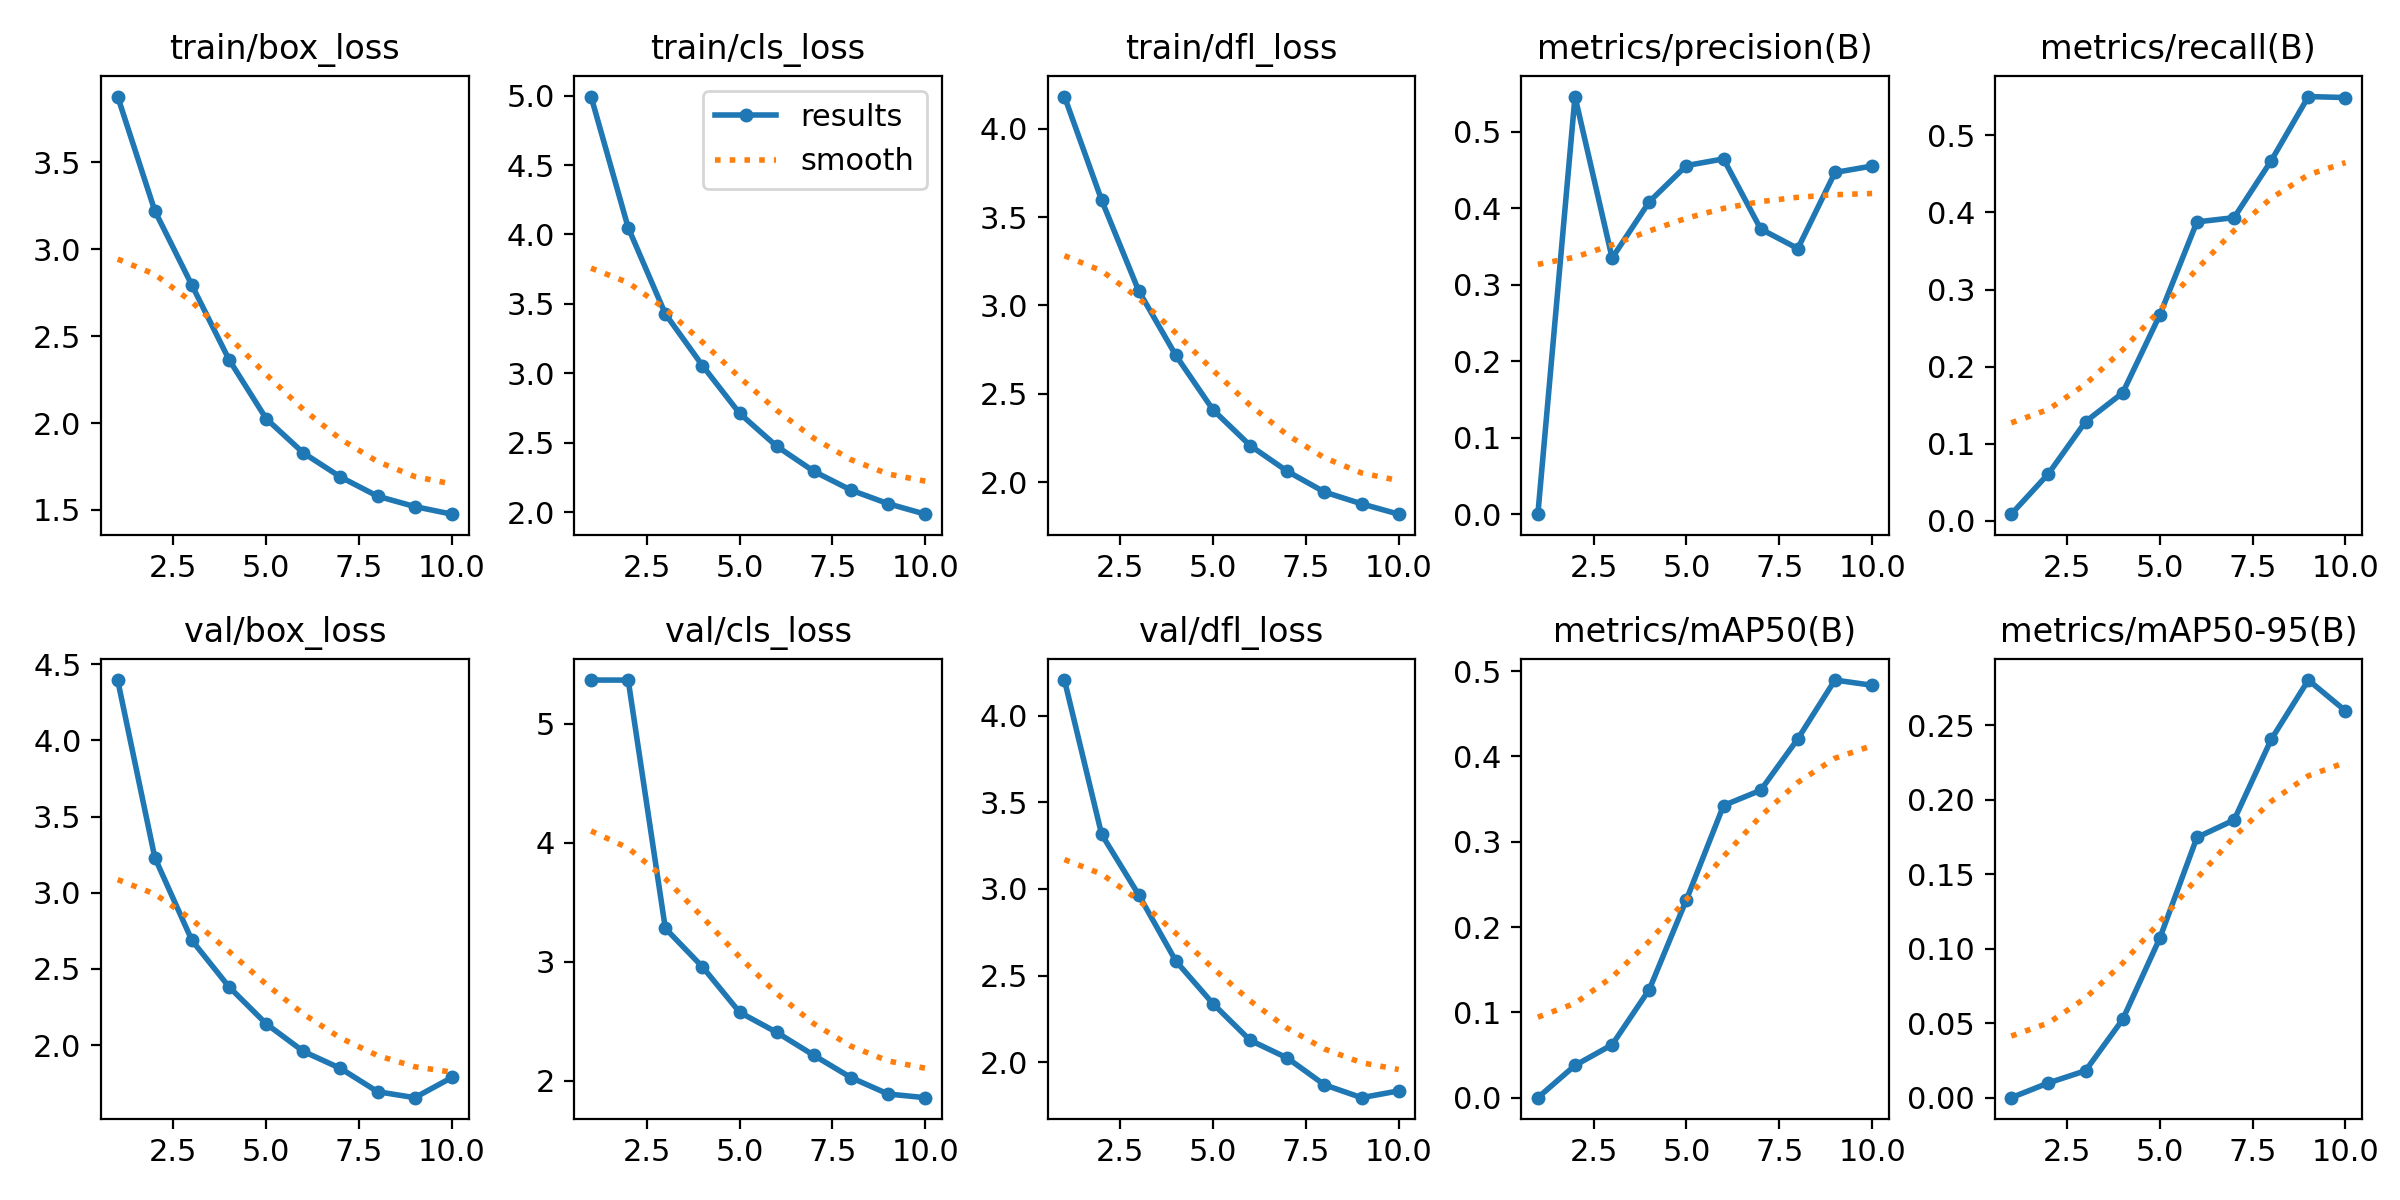 train/box_loss
train/cls_loss
train/dfl_loss
metrics/precision(B)
metrics/recall(B)
3.5
3.0
2.5
2.0
1.5
2.5 5.0 7.5 10.0
5.0
4.5
4.0
3.5
3.0
2.5
2.0
results
smooth
2.5 5.0 7.5 10.0
4.0
3.5
3.0
2.5
2.0
2.5 5.0 7.5 10.0
0.5
0.4
0.3
0.2
0.1
0.0
2.5 5.0 7.5 10.0
0.5
0.4
0.3
0.2
0.1
0.0
2.5 5.0 7.5 10.0
val/box_loss
val/cls_loss
val/dfl_loss
metrics/mAP50(B)
metrics/mAP50-95(B)
4.5
4.0
3.5
3.0
2.5
2.0
2.5 5.0 7.5 10.0
5
4
3
2
2.5 5.0 7.5 10.0
4.0
3.5
3.0
2.5
2.0
2.5 5.0 7.5 10.0
0.5
0.4
0.3
0.2
0.1
0.0
2.5 5.0 7.5 10.0
0.25
0.20
0.15
0.10
0.05
0.00
2.5 5.0 7.5 10.0